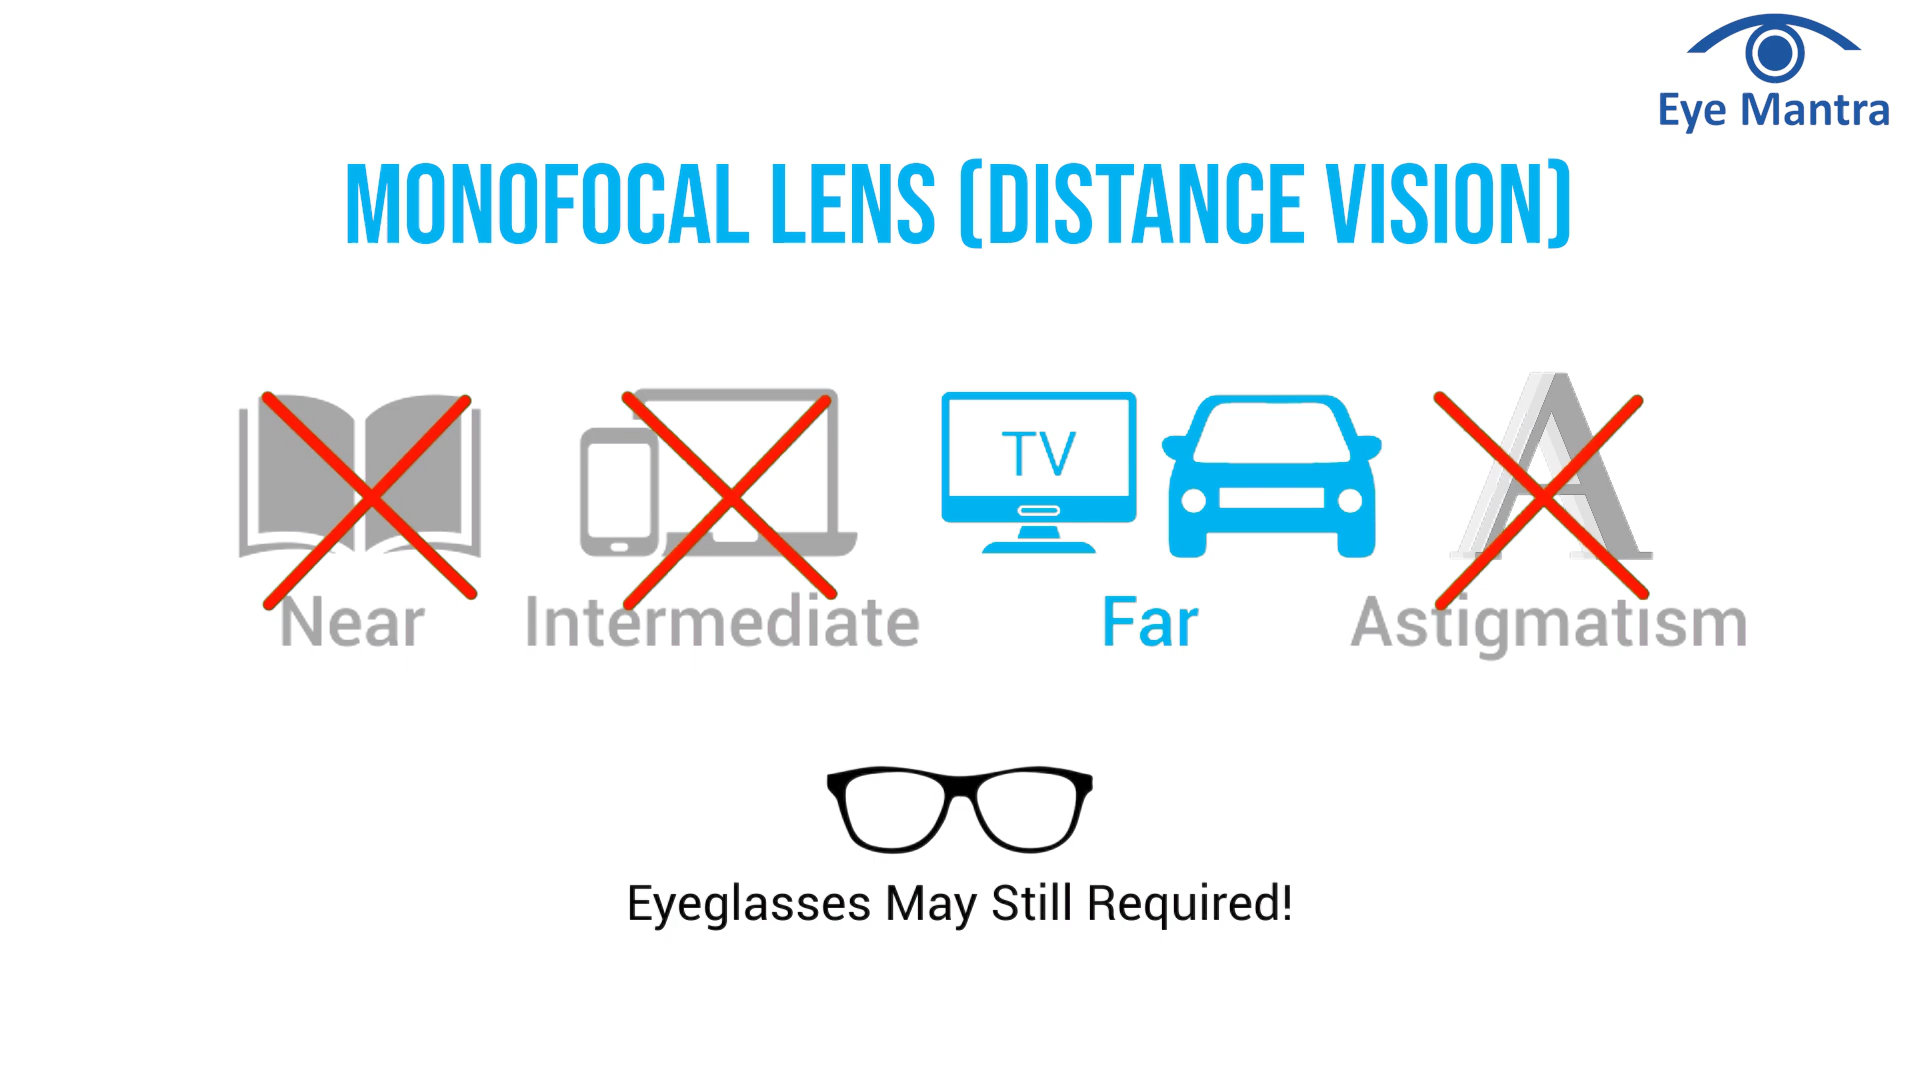 Eye Mantra
MONOFOCAL LENS (DISTANCE VISION)
TV
A
Near Intermediate Far Astigmatism
Eyeglasses May Still Required!